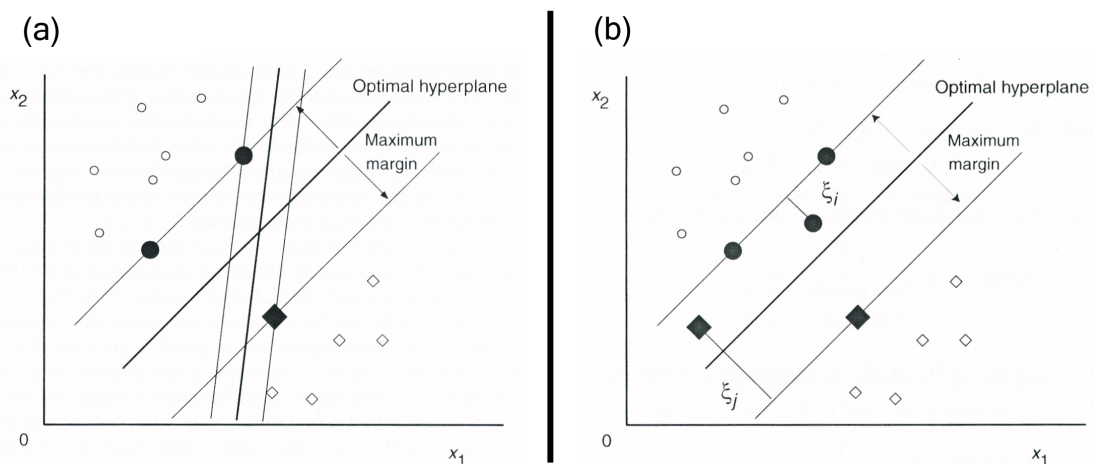 (a)
x2
Optimal hyperplane
Maximum
margin
0
x1
(b)
x2
Optimal hyperplane
Maximum
margin
ξi
ξj
0
x1